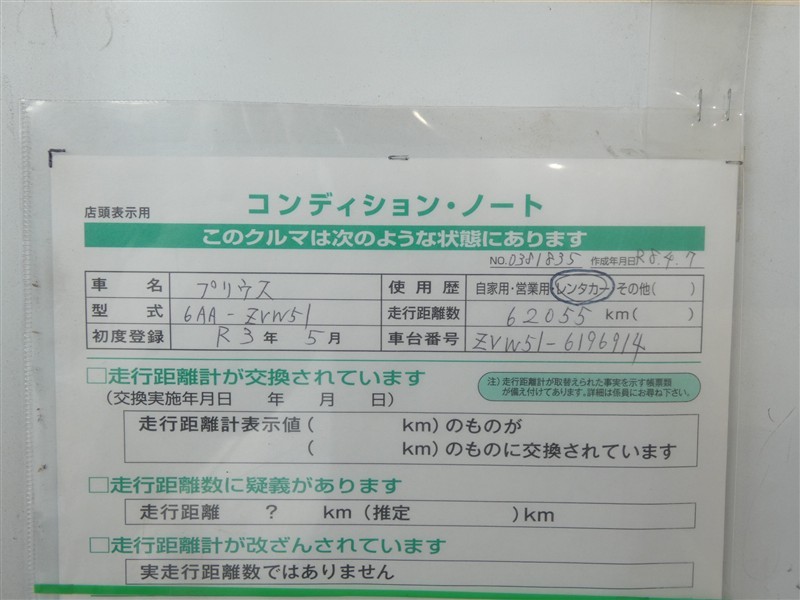 店頭表示用
コンディション・ノート
このクルマは次のような状態にあります
NO.0381835 作成年月日R8.4.7
車名 プリウス 使用歴 自家用・営業用・レンタカー・その他( )
型式 6AA-ZVW51 走行距離数 62055 km( )
初度登録 R3年 5月 車台番号 ZVW51-6196914
□走行距離計が交換されています
注)走行距離計が取替えられた事実を示す帳票類
が備え付けてあります。詳細は係員にお尋ね下さい。
(交換実施年月日 年 月 日)
走行距離計表示値( km)のものが
( km)のものに交換されています
□走行距離数に疑義があります
走行距離 ? km(推定 )km
□走行距離計が改ざんされています
実走行距離数ではありません